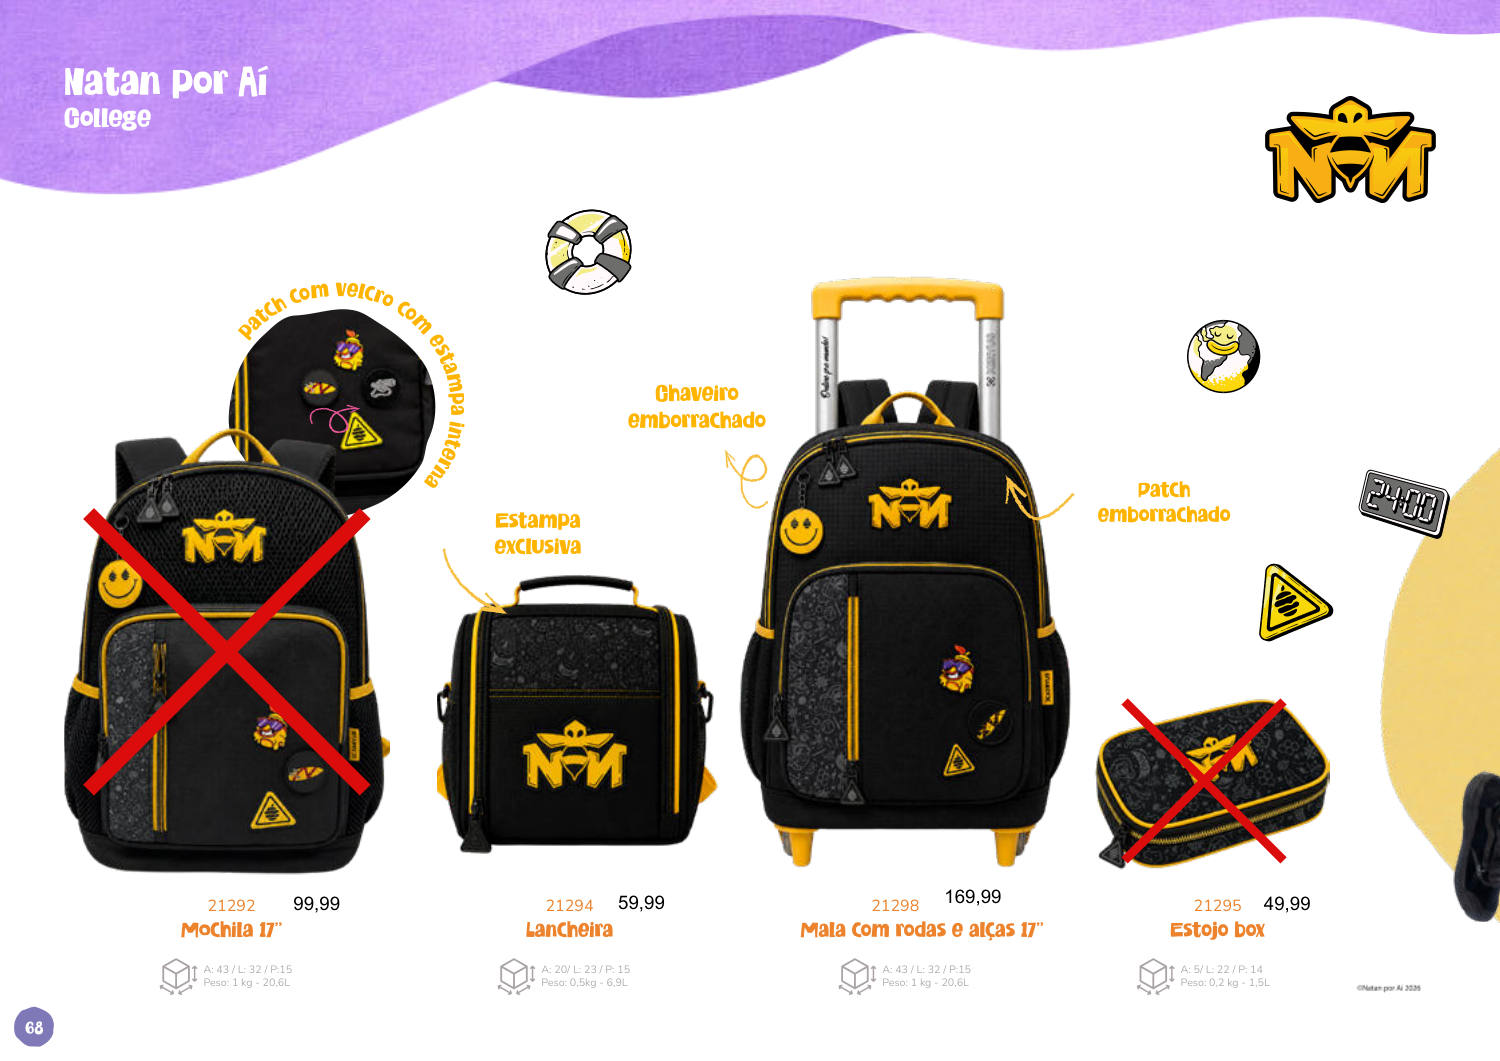 Natan por Aí
College
Patch com velcro com estampa interna
Chaveiro
emborrachado
Patch
emborrachado
Estampa
exclusiva
24:00
21292 99,99
Mochila 17”
A: 43 / L: 32 / P:15
Peso: 1 kg - 20,6L
21294 59,99
Lancheira
A: 20/ L: 23 / P: 15
Peso: 0,5kg - 6,9L
21298 169,99
Mala com rodas e alças 17”
A: 43 / L: 32 / P:15
Peso: 1 kg - 20,6L
21295 49,99
Estojo box
A: 5/ L: 22 / P: 14
Peso: 0,2 kg - 1,5L
©Natan por Aí 2026
68